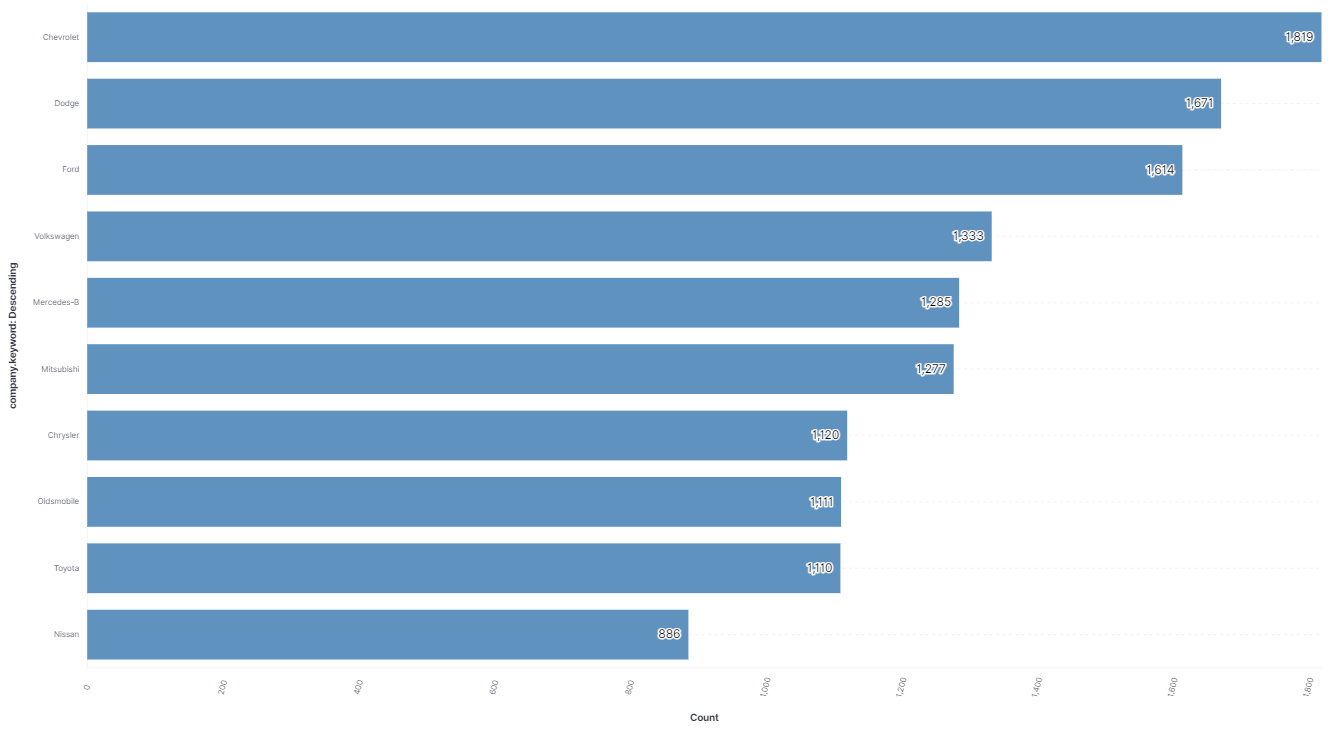 Chevrolet 1,819
Dodge 1,671
Ford 1,614
Volkswagen 1,333
Mercedes-B 1,285
Mitsubishi 1,277
Chrysler 1,120
Oldsmobile 1,111
Toyota 1,110
Nissan 886
company.keyword: Descending
0 200 400 600 800 1,000 1,200 1,400 1,600 1,800
Count